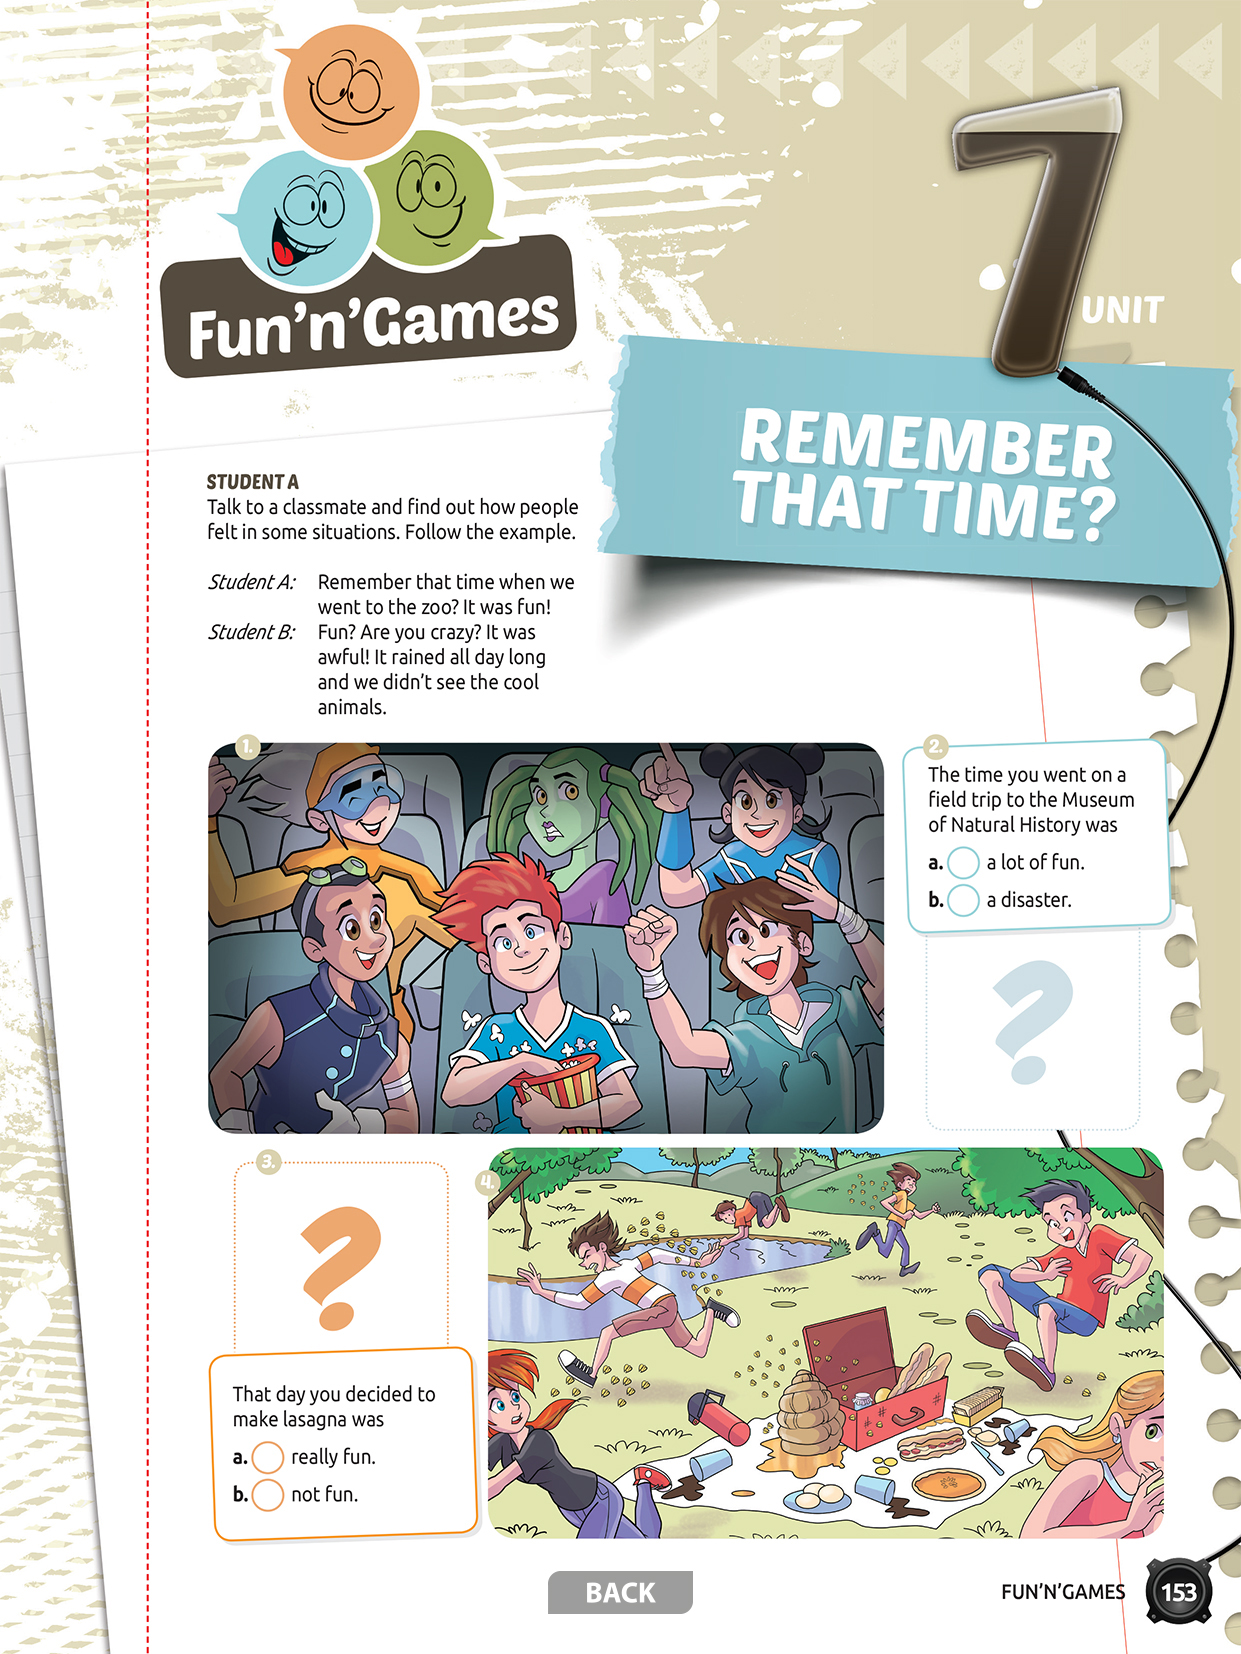 Fun'n'Games
7
UNIT
REMEMBER
THAT TIME?
STUDENT A
Talk to a classmate and find out how people
felt in some situations. Follow the example.
Student A: Remember that time when we
went to the zoo? It was fun!
Student B: Fun? Are you crazy? It was
awful! It rained all day long
and we didn't see the cool
animals.
1.
2.
The time you went on a
field trip to the Museum
of Natural History was
a. a lot of fun.
b. a disaster.
?
3.
?
That day you decided to
make lasagna was
a. really fun.
b. not fun.
4.
BACK
FUN'N'GAMES 153